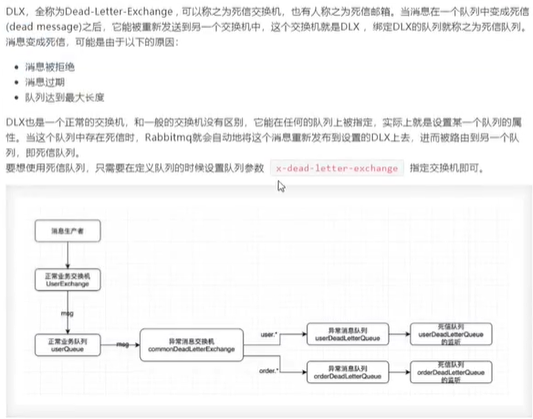 DLX，全称为Dead-Letter-Exchange , 可以称之为死信交换机，也有人称之为死信邮箱。当消息在一个队列中变成死信
(dead message)之后，它能被重新发送到另一个交换机中，这个交换机就是DLX ，绑定DLX的队列就称之为死信队列。
消息变成死信，可能是由于以下的原因：
消息被拒绝
消息过期
队列达到最大长度
DLX也是一个正常的交换机，和一般的交换机没有区别，它能在任何的队列上被指定，实际上就是设置某一个队列的属
性。当这个队列中存在死信时，Rabbitmq就会自动地将这个消息重新发布到设置的DLX上去，进而被路由到另一个队
列，即死信队列。
要想使用死信队列，只需要在定义队列的时候设置队列参数 x-dead-letter-exchange 指定交换机即可。
消息生产者
正常业务交换机
UserExchange
msg
正常业务队列
userQueue
msg
异常消息交换机
commonDeadLetterExchange
user.*
异常消息队列
userDeadLetterQueue
死信队列
userDeadLetterQueue
的监听
order.*
异常消息队列
orderDeadLetterQueue
死信队列
orderDeadLetterQueue
的监听